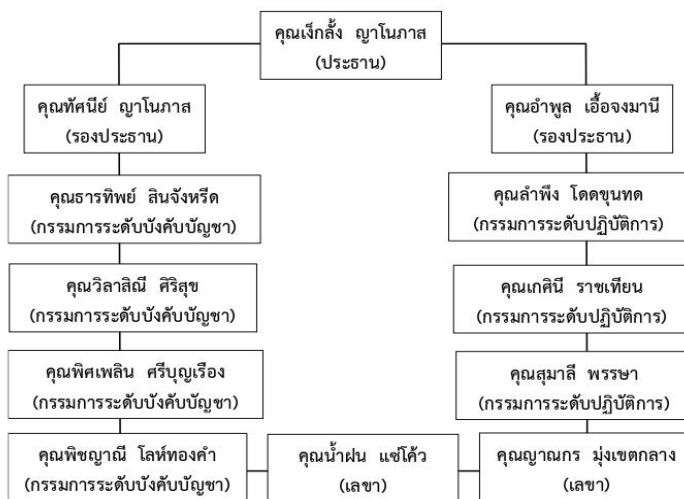 คุณเง็กลั้ง ญาโนภาส
(ประธาน)
คุณทัศนีย์ ญาโนภาส
(รองประธาน)
คุณอำพูล เอื้อจงมานี
(รองประธาน)
คุณธารทิพย์ สินจังหรีด
(กรรมการระดับบังคับบัญชา)
คุณลำพึง โดดขุนทด
(กรรมการระดับปฏิบัติการ)
คุณวิลาสิณี ศิริสุข
(กรรมการระดับบังคับบัญชา)
คุณเกศินี ราชเทียน
(กรรมการระดับปฏิบัติการ)
คุณพิศเพลิน ศรีบุญเรือง
(กรรมการระดับบังคับบัญชา)
คุณสุมาลี พรรษา
(กรรมการระดับปฏิบัติการ)
คุณพิชญาณี โลห์ทองคำ
(กรรมการระดับบังคับบัญชา)
คุณน้ำฝน แซ่โค้ว
(เลขา)
คุณญาณกร มุ่งเขตกลาง
(เลขา)